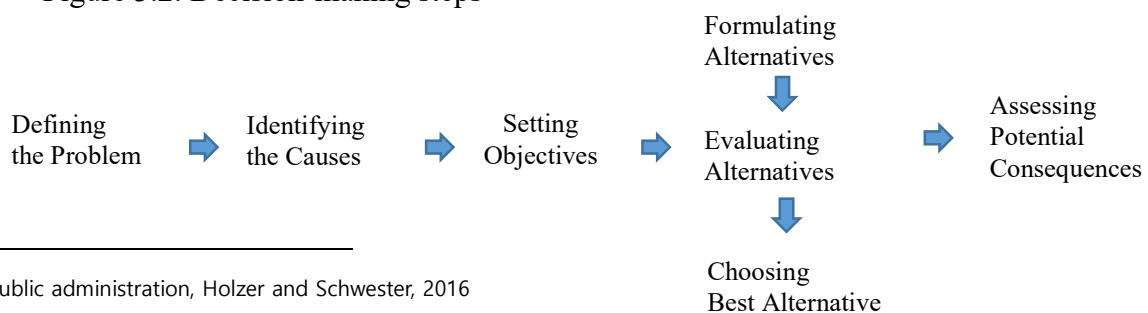 Formulating
Alternatives
Defining
the Problem
Identifying
the Causes
Setting
Objectives
Evaluating
Alternatives
Assessing
Potential
Consequences
Choosing
Best Alternative
ublic administration, Holzer and Schwester, 2016